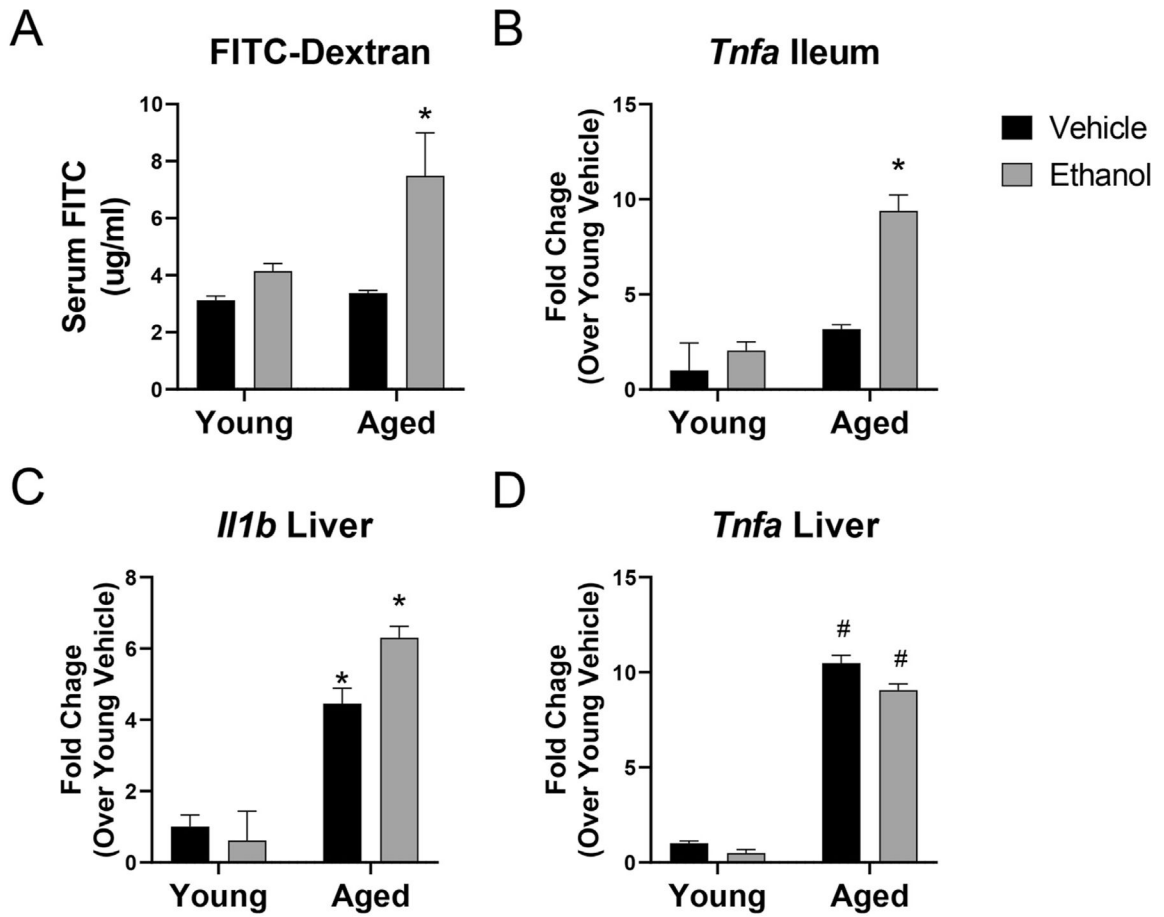 A
FITC-Dextran
Serum FITC
(ug/ml)
10
8
6
4
2
0
*
Young
Aged
B
Tnfa Ileum
Fold Chage
(Over Young Vehicle)
15
10
5
0
*
Young
Aged
Vehicle
Ethanol
C
Il1b Liver
Fold Chage
(Over Young Vehicle)
8
6
4
2
0
*
*
Young
Aged
D
Tnfa Liver
Fold Chage
(Over Young Vehicle)
15
10
5
0
#
#
Young
Aged